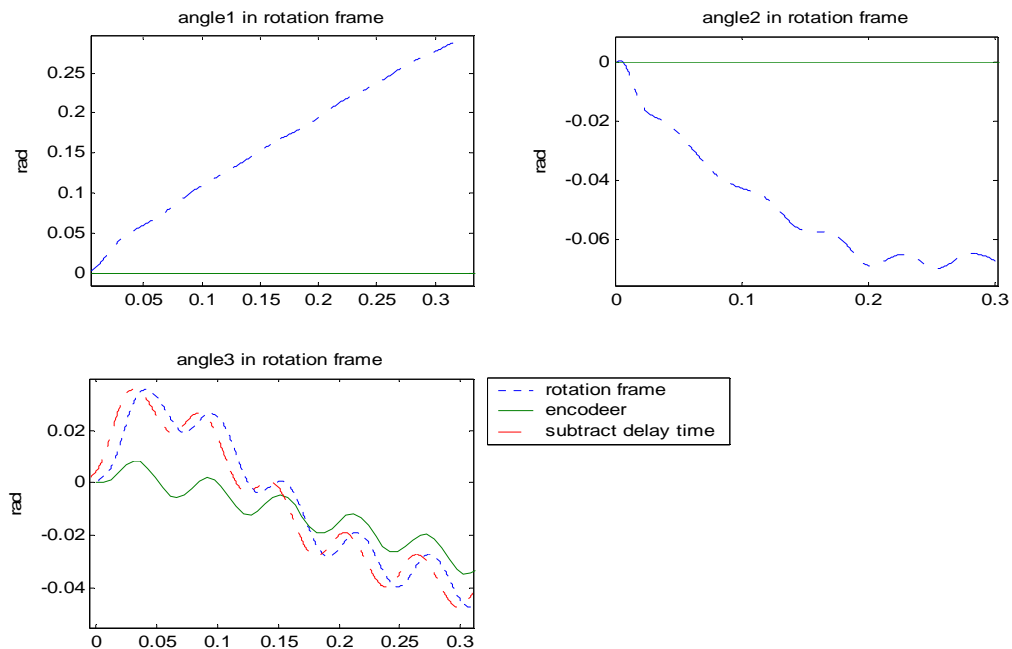 angle1 in rotation frame
rad
0.25
0.2
0.15
0.1
0.05
0
0.05 0.1 0.15 0.2 0.25 0.3
angle2 in rotation frame
rad
0
-0.02
-0.04
-0.06
0 0.1 0.2 0.3
angle3 in rotation frame
rad
0.02
0
-0.02
-0.04
0 0.05 0.1 0.15 0.2 0.25 0.3
rotation frame
encodeer
subtract delay time